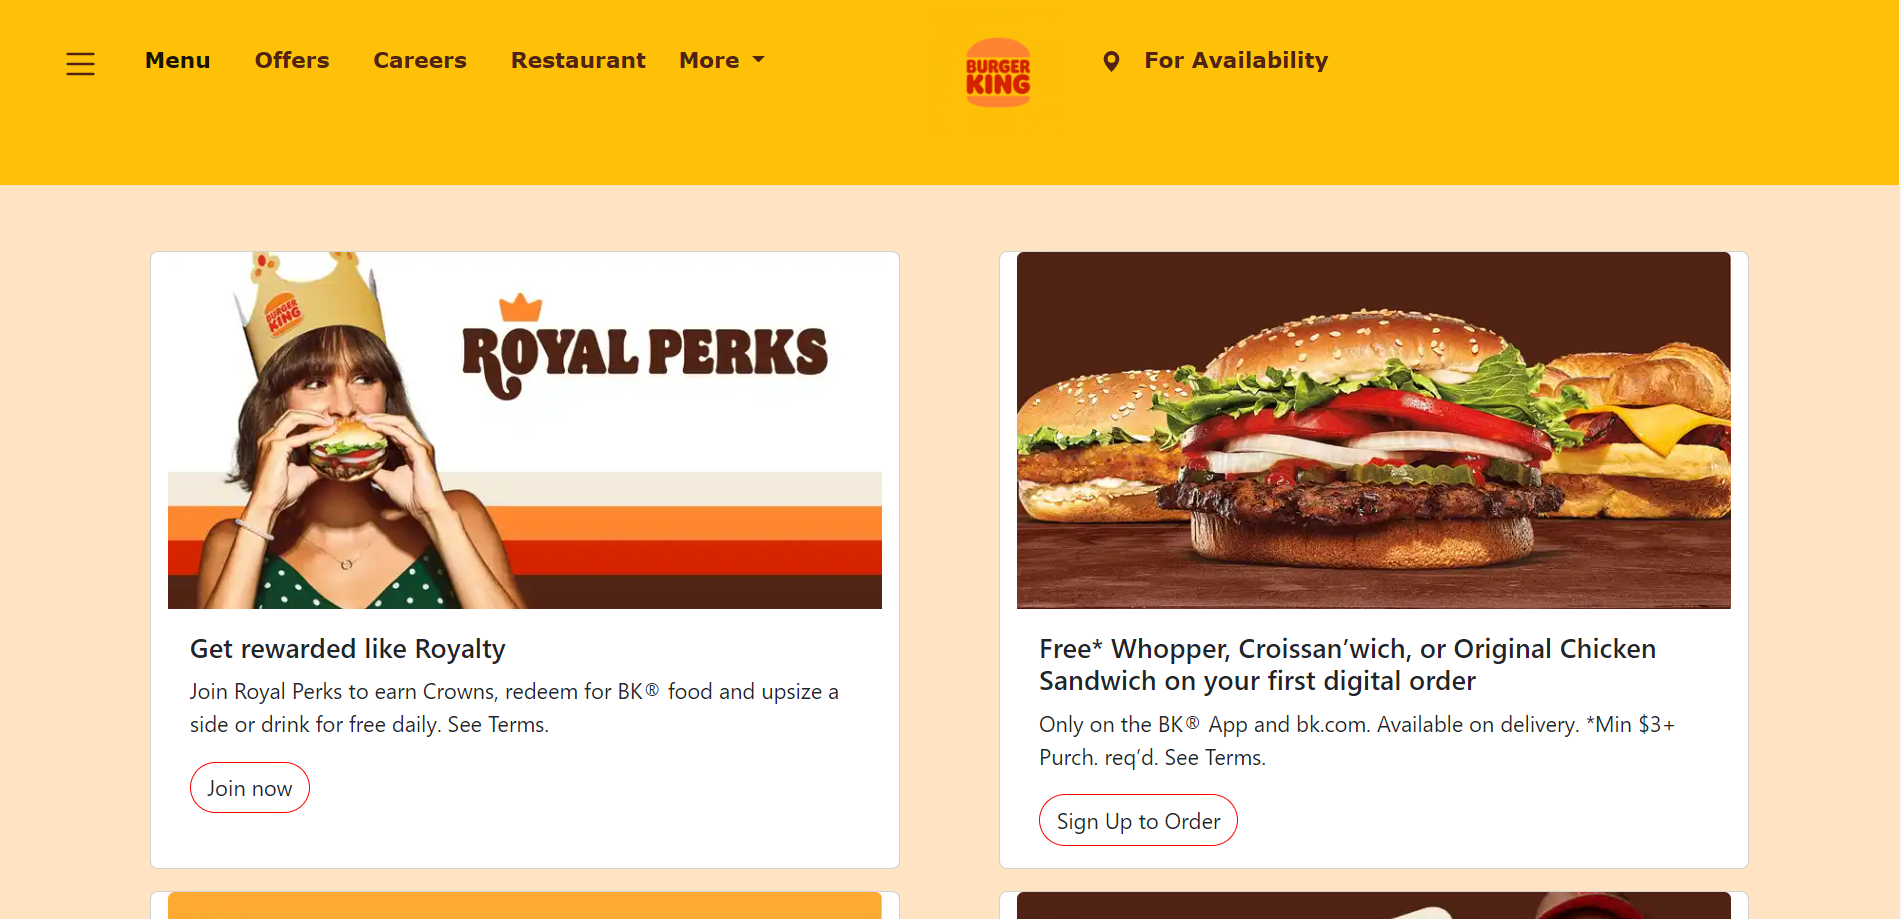 Menu Offers Careers Restaurant More For Availability
BURGER
KING
BURGER
KING
ROYAL PERKS
Get rewarded like Royalty
Join Royal Perks to earn Crowns, redeem for BK® food and upsize a
side or drink for free daily. See Terms.
Join now
Free* Whopper, Croissan’wich, or Original Chicken
Sandwich on your first digital order
Only on the BK® App and bk.com. Available on delivery. *Min $3+
Purch. req’d. See Terms.
Sign Up to Order